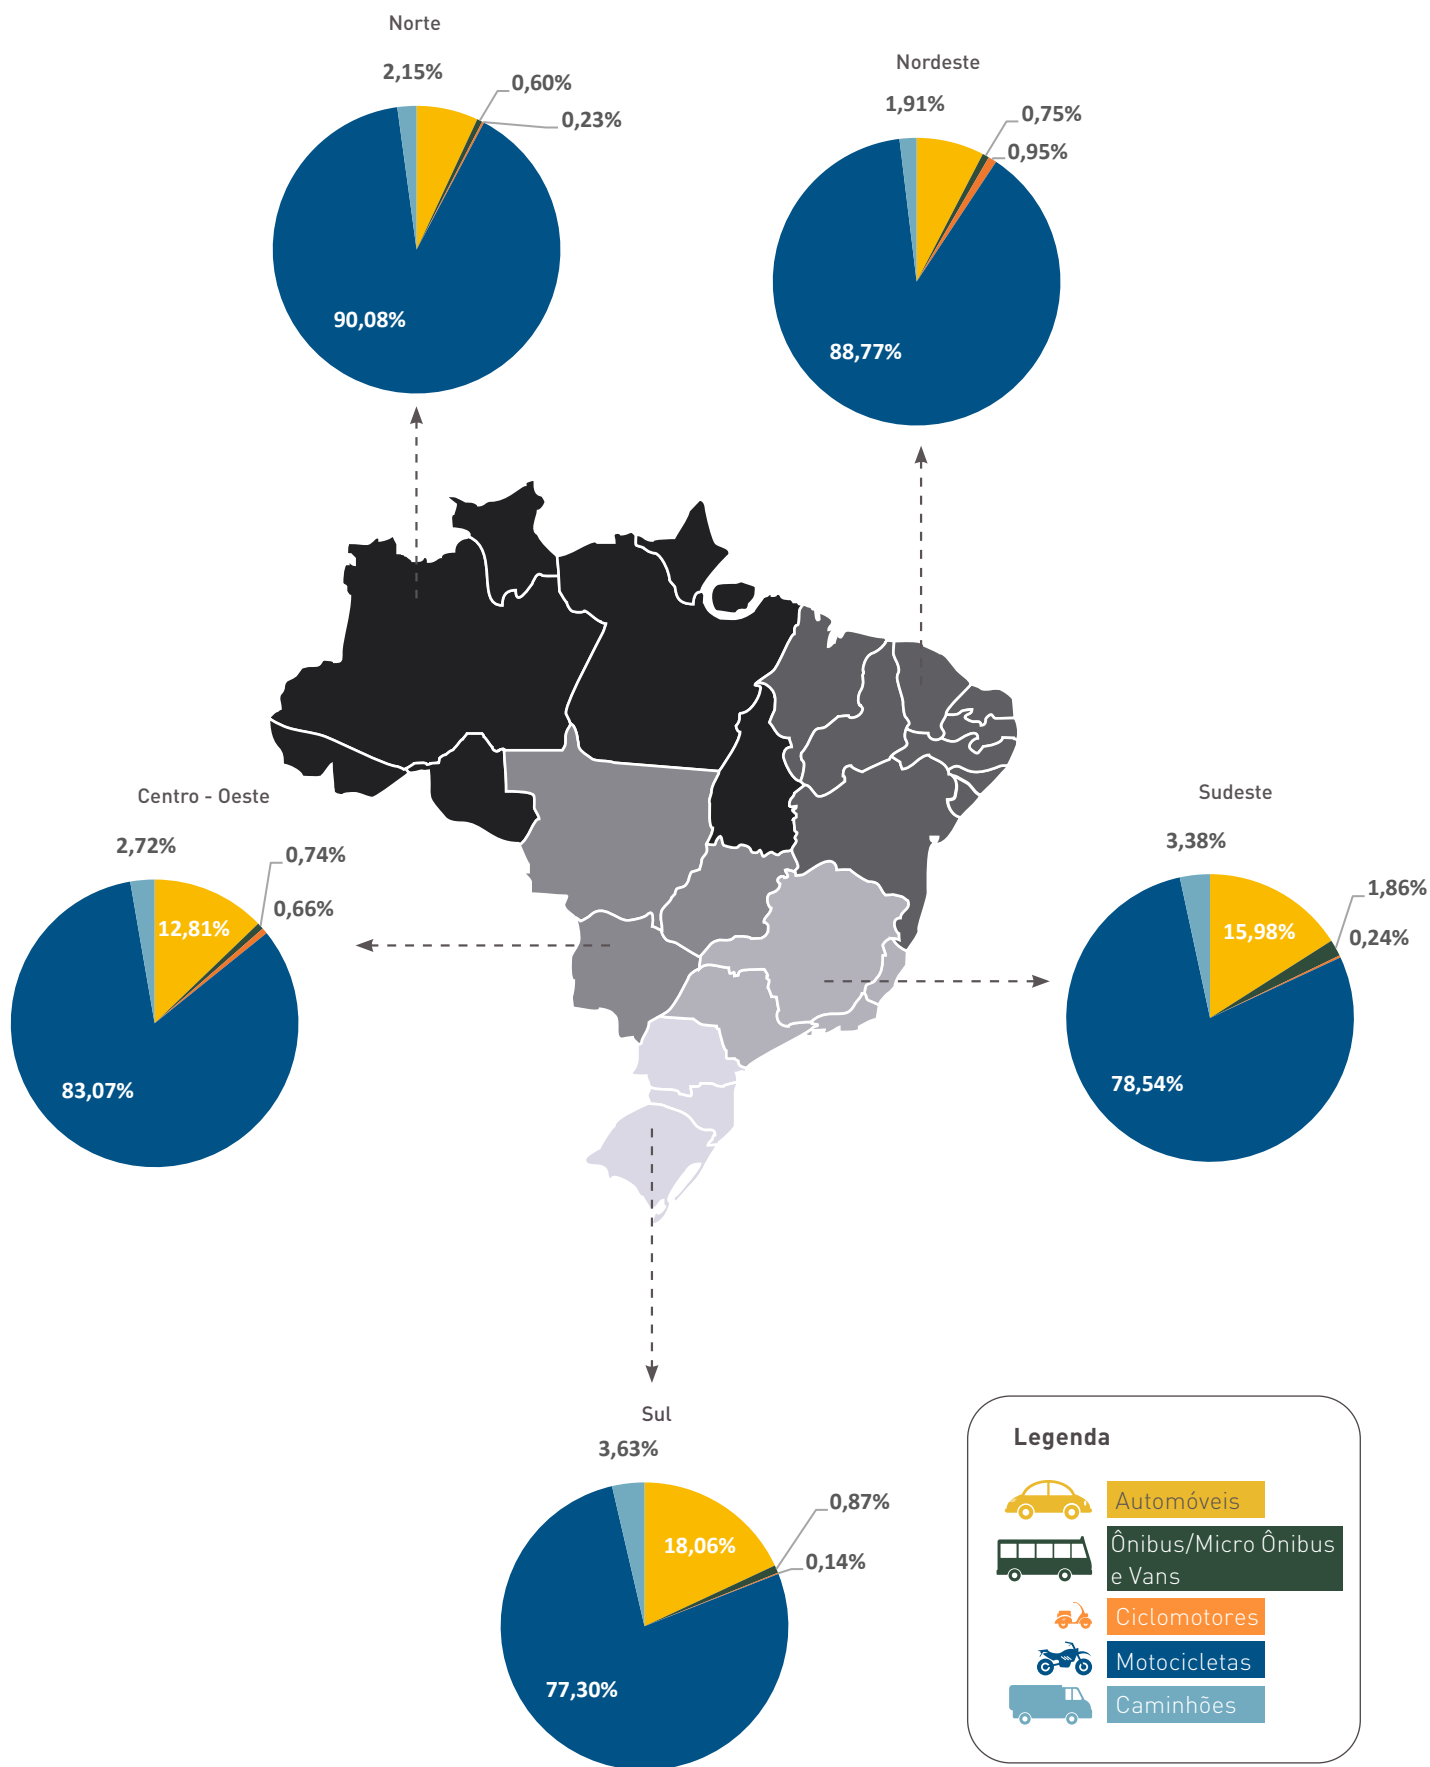 Norte
2,15%
0,60%
0,23%
90,08%
Nordeste
1,91%
0,75%
0,95%
88,77%
Centro - Oeste
2,72%
0,74%
12,81%
0,66%
83,07%
Sudeste
3,38%
1,86%
15,98%
0,24%
78,54%
Sul
3,63%
0,87%
18,06%
0,14%
77,30%
Legenda
Automóveis
Ônibus/Micro Ônibus
e Vans
Ciclomotores
Motocicletas
Caminhões